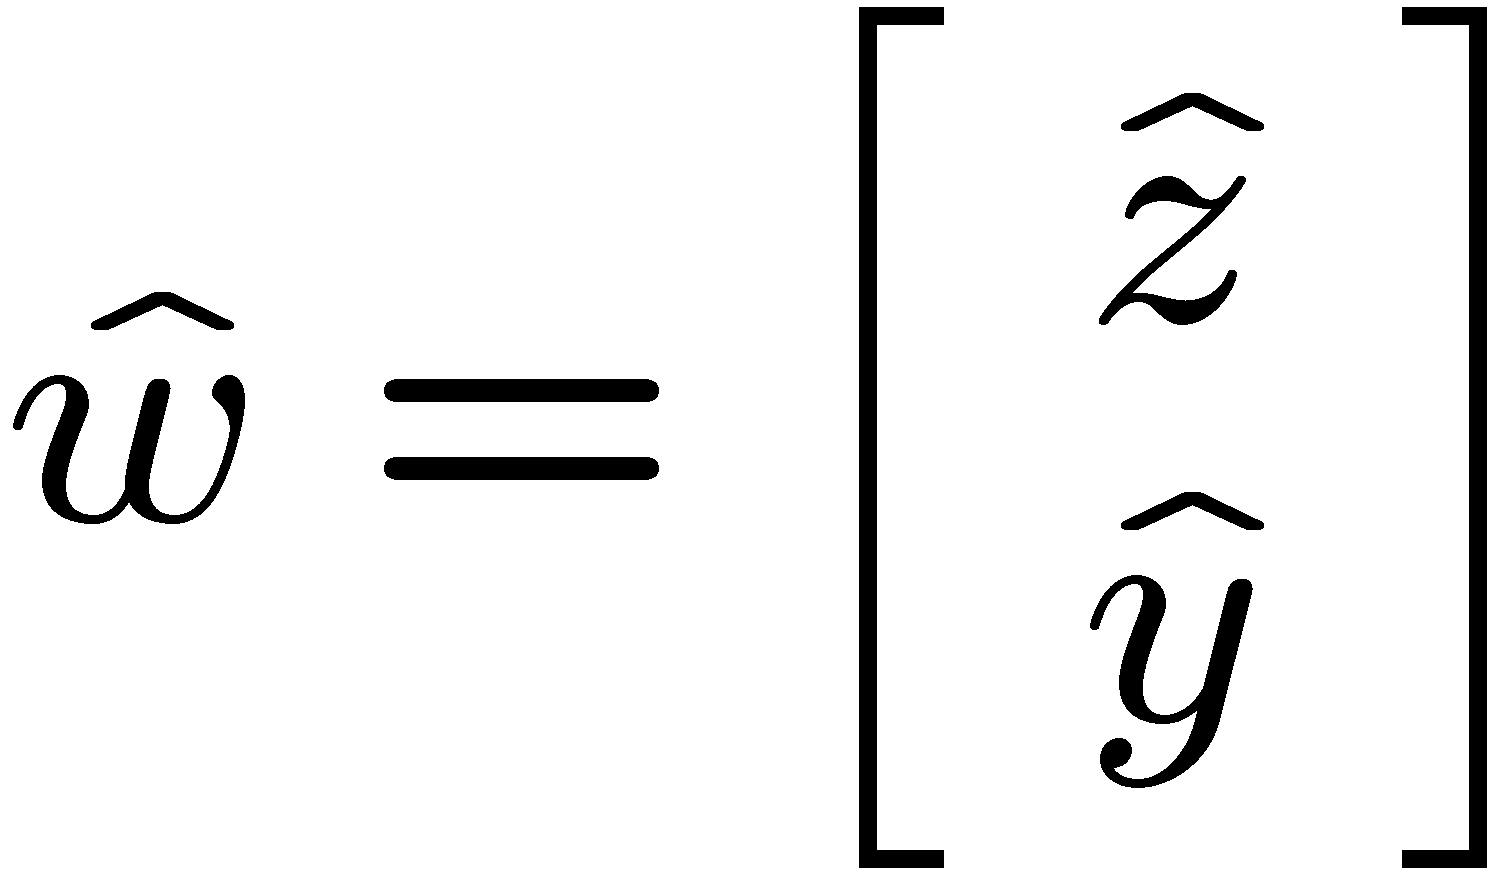 ŵ = [ ẑ
ŷ ]